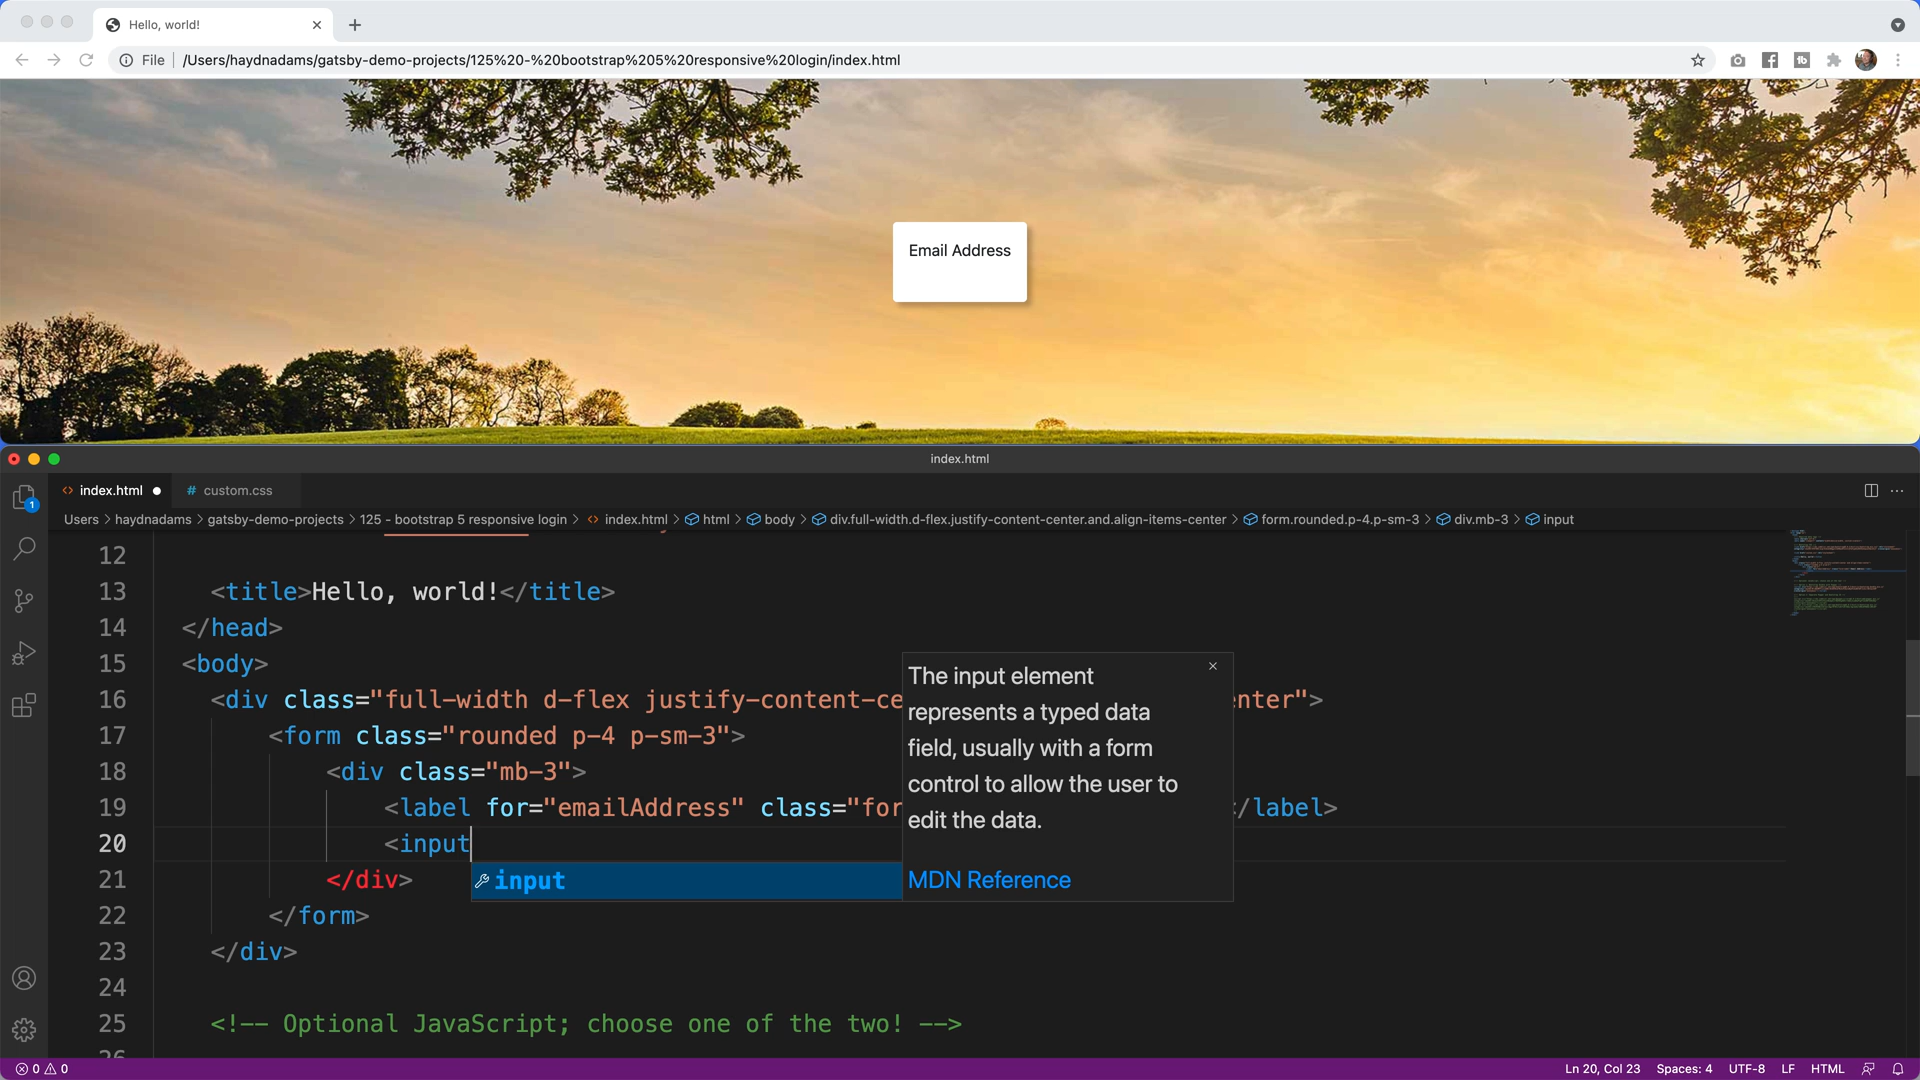 Hello, world!
File
/Users/haydnadams/gatsby-demo-projects/125%20-%20bootstrap%205%20responsive%20login/index.html
Email Address
index.html
index.html
# custom.css
Users > haydnadams > gatsby-demo-projects > 125 - bootstrap 5 responsive login > <> index.html > html > body > div.full-width.d-flex.justify-content-center.and.align-items-center > form.rounded.p-4.p-sm-3 > div.mb-3 > input
12
13 <title>Hello, world!</title>
14 </head>
15 <body>
16 <div class="full-width d-flex justify-content-ce nter">
17 <form class="rounded p-4 p-sm-3">
18 <div class="mb-3">
19 <label for="emailAddress" class="for /label>
20 <input
21 </div>
22 </form>
23 </div>
24
25 <!-- Optional JavaScript; choose one of the two! -->
26
input
The input element
represents a typed data
field, usually with a form
control to allow the user to
edit the data.
MDN Reference
1
0 0
Ln 20, Col 23 Spaces: 4 UTF-8 LF HTML